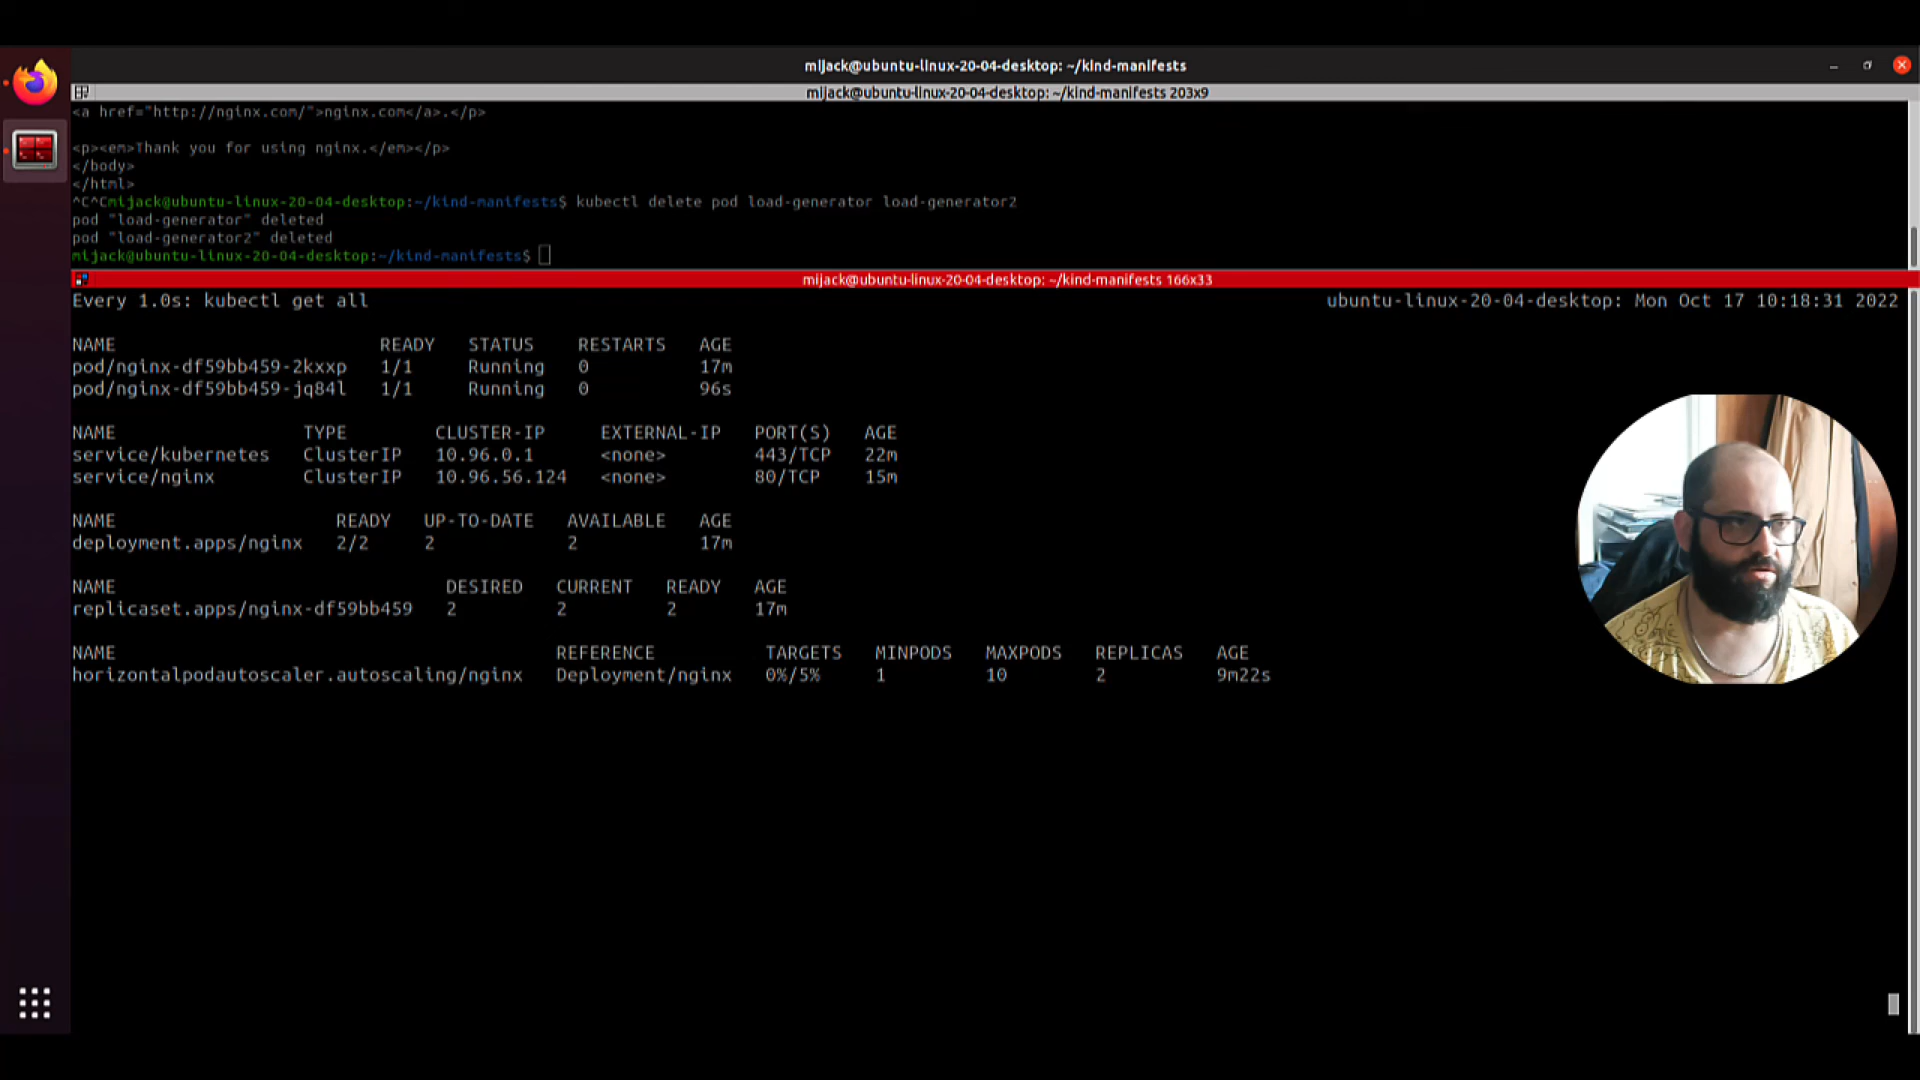 mijack@ubuntu-linux-20-04-desktop: ~/kind-manifests
mijack@ubuntu-linux-20-04-desktop: ~/kind-manifests 203x9
<a href="http://nginx.com/">nginx.com</a>.</p>
<p><em>Thank you for using nginx.</em></p>
</body>
</html>
^C^Cmijack@ubuntu-linux-20-04-desktop:~/kind-manifests$ kubectl delete pod load-generator load-generator2
pod "load-generator" deleted
pod "load-generator2" deleted
mijack@ubuntu-linux-20-04-desktop:~/kind-manifests$
mijack@ubuntu-linux-20-04-desktop: ~/kind-manifests 166x33
Every 1.0s: kubectl get all ubuntu-linux-20-04-desktop: Mon Oct 17 10:18:31 2022
NAME READY STATUS RESTARTS AGE
pod/nginx-df59bb459-2kxxp 1/1 Running 0 17m
pod/nginx-df59bb459-jq84l 1/1 Running 0 96s
NAME TYPE CLUSTER-IP EXTERNAL-IP PORT(S) AGE
service/kubernetes ClusterIP 10.96.0.1 <none> 443/TCP 22m
service/nginx ClusterIP 10.96.56.124 <none> 80/TCP 15m
NAME READY UP-TO-DATE AVAILABLE AGE
deployment.apps/nginx 2/2 2 2 17m
NAME DESIRED CURRENT READY AGE
replicaset.apps/nginx-df59bb459 2 2 2 17m
NAME REFERENCE TARGETS MINPODS MAXPODS REPLICAS AGE
horizontalpodautoscaler.autoscaling/nginx Deployment/nginx 0%/5% 1 10 2 9m22s